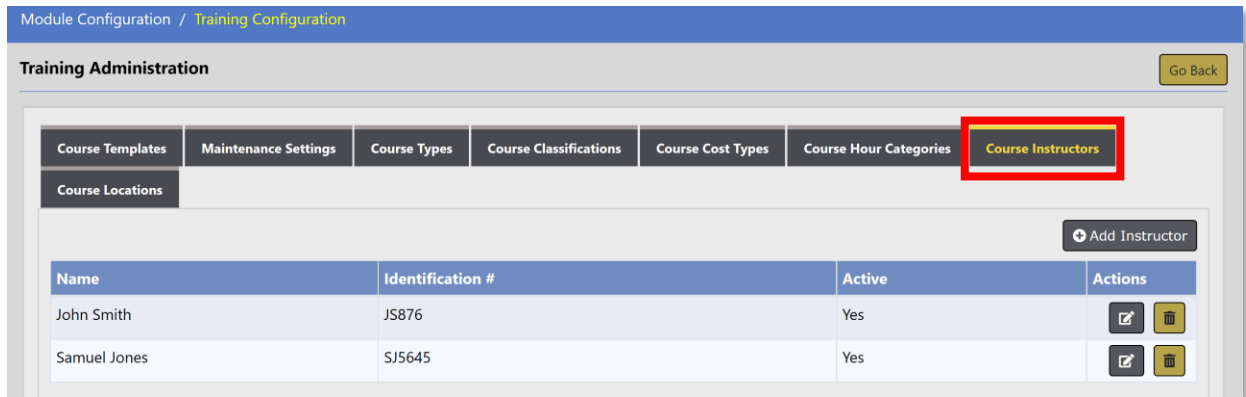 Module Configuration / Training Configuration
Training Administration
Go Back
Course Templates Maintenance Settings Course Types Course Classifications Course Cost Types Course Hour Categories Course Instructors
Course Locations
Add Instructor
Name Identification # Active Actions
John Smith JS876 Yes
Samuel Jones SJ5645 Yes